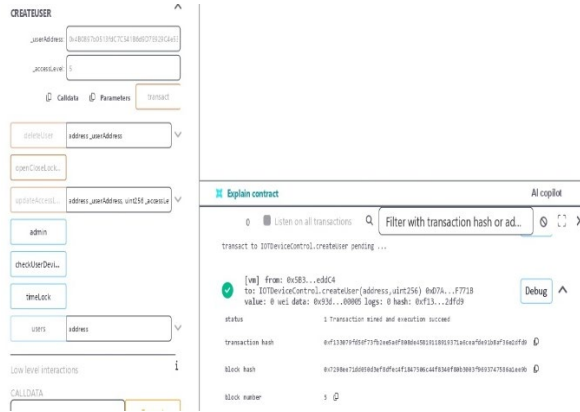 CREATEUSER
_userAddress:
_accessLevel: 5
Calldata Parameters transact
deleteUser address _userAddress
openCloseLock...
updateAccessL... address _userAddress, uint256 _accessLe
admin
checkUserDevi...
timeLock
users address
Low level interactions i
CALLDATA
Explain contract AI copilot
0 Listen on all transactions Filter with transaction hash or ad...
transact to IOTDeviceControl.createUser pending ...
[vm] from: 0x5B3...eddC4
to: IOTDeviceControl.createUser(address,uint256) 0xD7A...F771B
value: 0 wei data: 0x93d...00005 logs: 0 hash: 0xf13...2dfd9
Debug
status 1 Transaction mined and execution succeed
transaction hash
block hash
block number